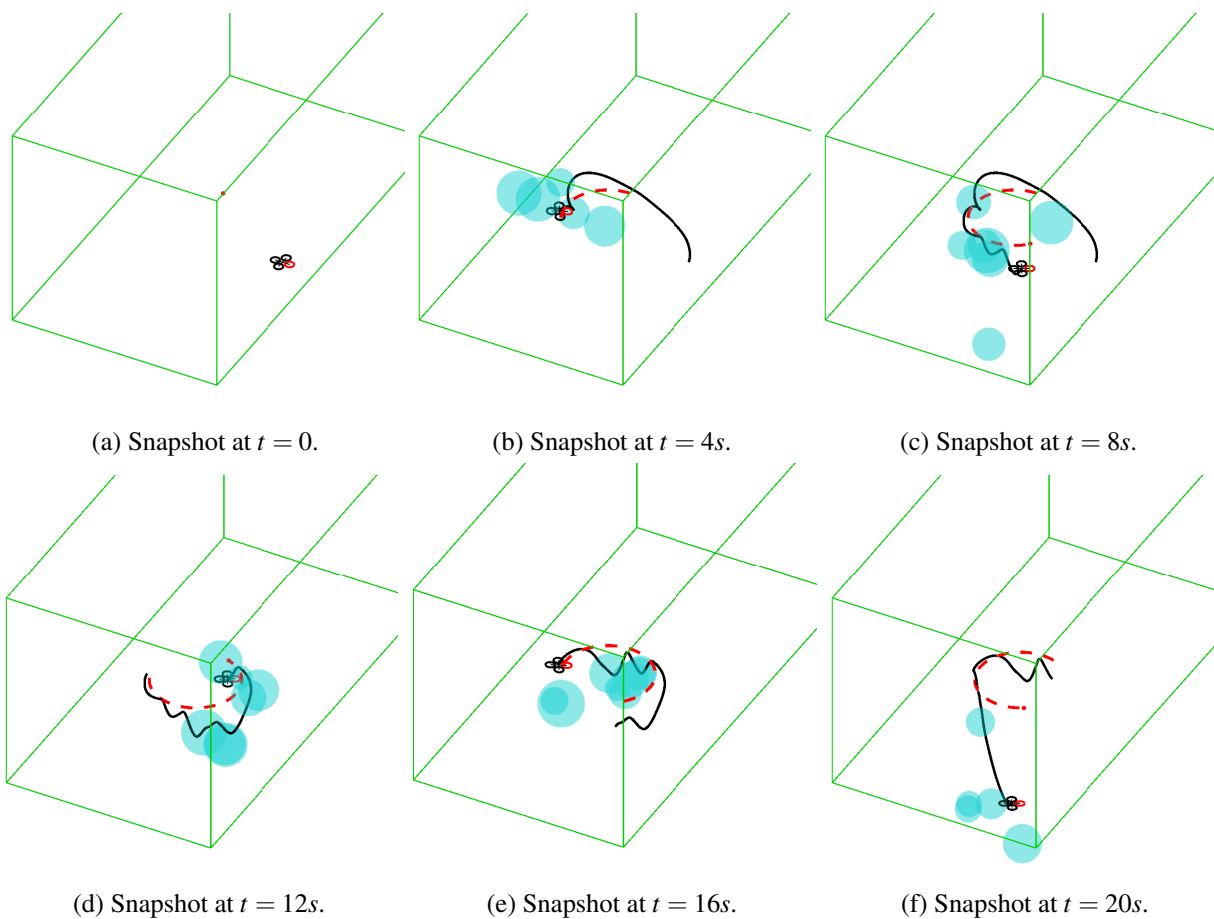 (a) Snapshot at t = 0.
(b) Snapshot at t = 4s.
(c) Snapshot at t = 8s.
(d) Snapshot at t = 12s.
(e) Snapshot at t = 16s.
(f) Snapshot at t = 20s.